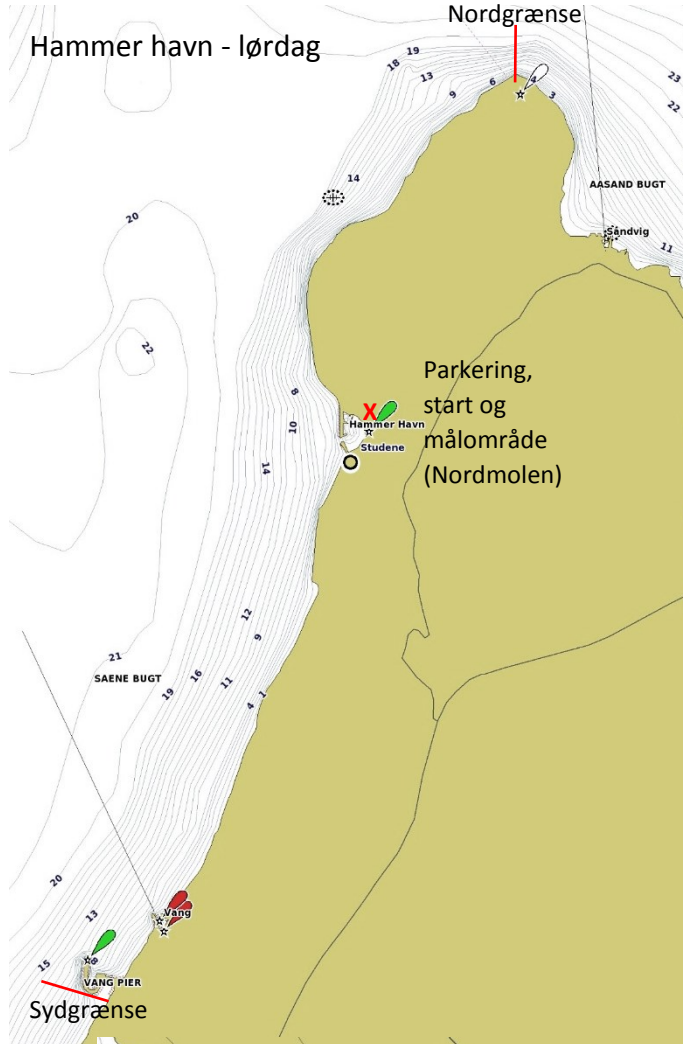 Nordgrænse
Hammer havn - lørdag
19
18
13
6
4
23
9
3
22
14
AASAND BUGT
20
Sandvig
11
22
8
Parkering,
start og
målområde
(Nordmolen)
X
Hammer Havn
10
Studene
14
12
9
21
SAENE BUGT
16
11
19
1
4
20
13
Vang
15
8
VANG PIER
Sydgrænse